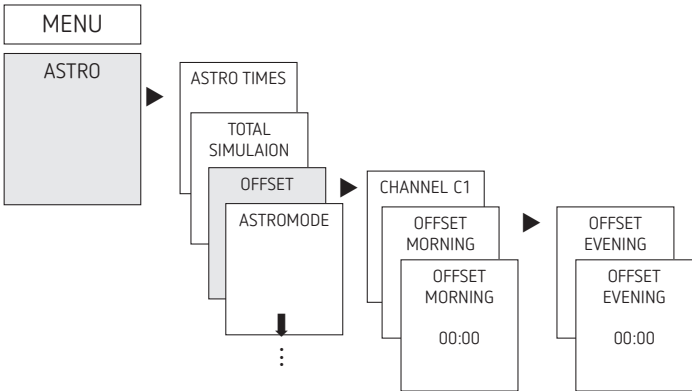 MENU
ASTRO
ASTRO TIMES
TOTAL
SIMULAION
OFFSET
ASTROMODE
CHANNEL C1
OFFSET
MORNING
OFFSET
MORNING
00:00
OFFSET
EVENING
OFFSET
EVENING
00:00